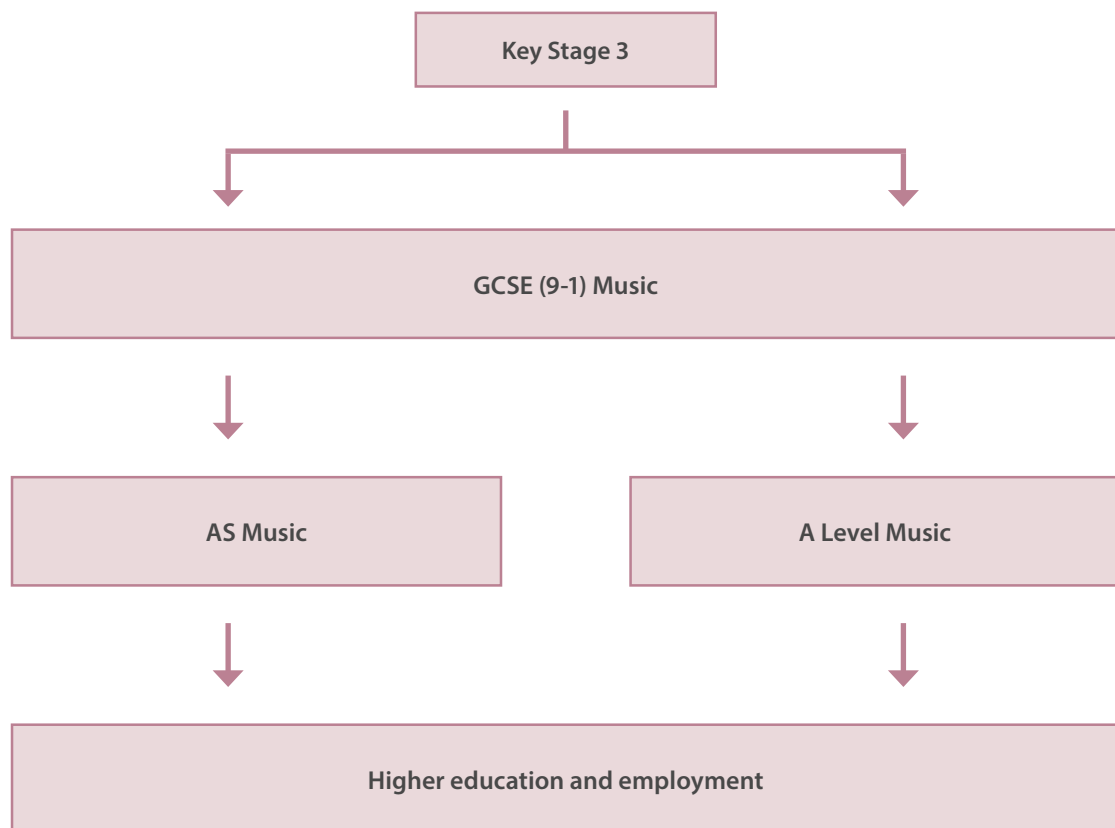 Key Stage 3
GCSE (9-1) Music
AS Music
A Level Music
Higher education and employment